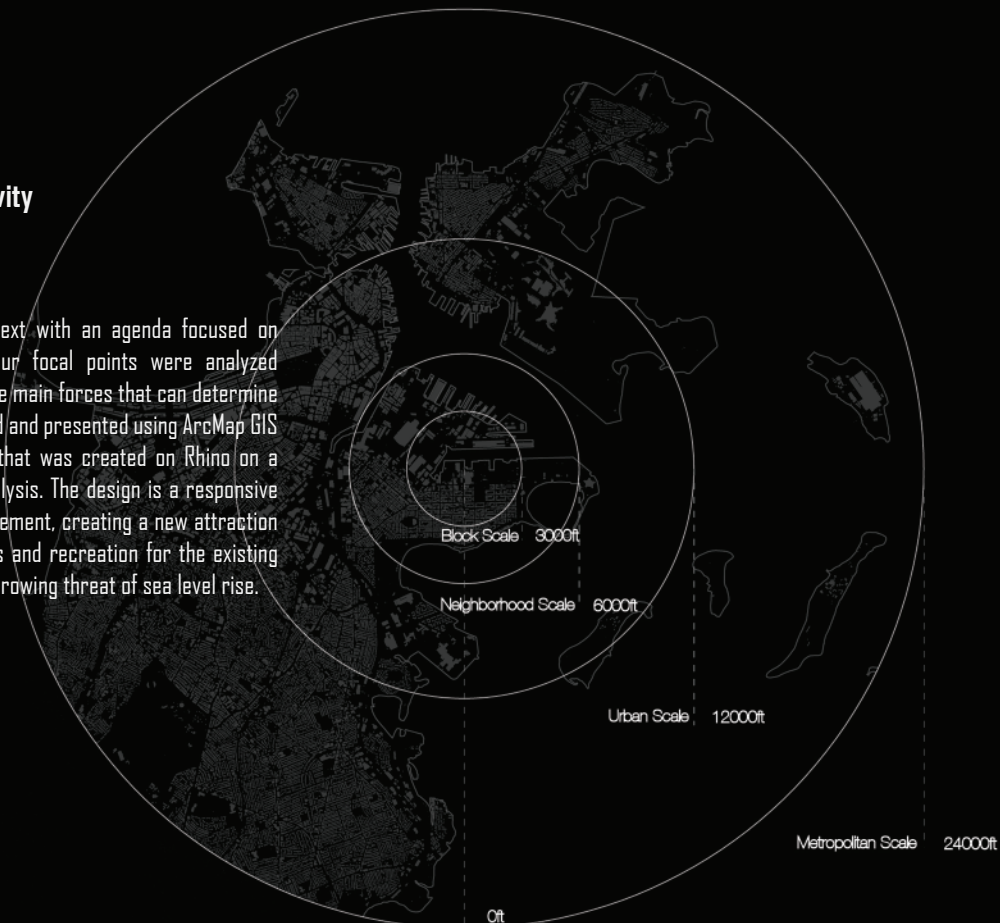 vity
ext with an agenda focused on
ur focal points were analyzed
e main forces that can determine
d and presented using ArcMap GIS
that was created on Rhino on a
lysis. The design is a responsive
ement, creating a new attraction
s and recreation for the existing
rowing threat of sea level rise.
Block Scale 3000ft
Neighborhood Scale 6000ft
Urban Scale 12000ft
Metropolitan Scale 24000ft
0ft